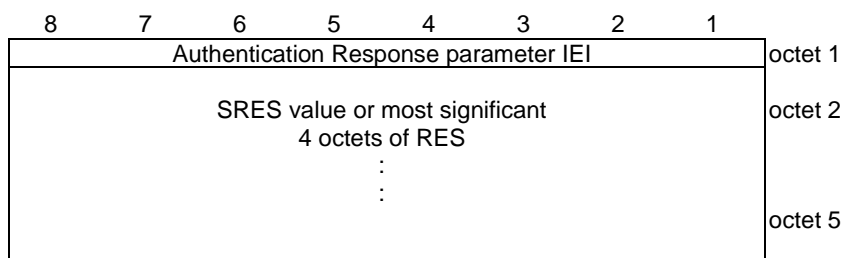 8 7 6 5 4 3 2 1
Authentication Response parameter IEI octet 1
SRES value or most significant octet 2
4 octets of RES
:
:
octet 5